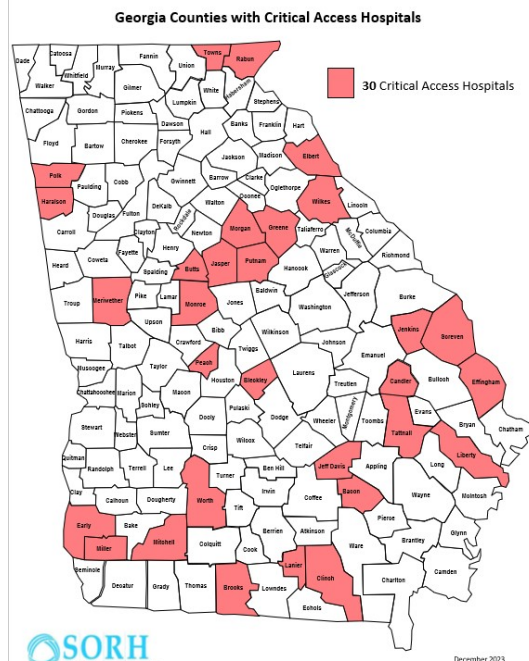 Georgia Counties with Critical Access Hospitals
30 Critical Access Hospitals
Dade
Catoosa
Whitfield
Murray
Fannin
Union
Towns
Rabun
Walker
Gilmer
White
Habersham
Lumpkin
Stephens
Chattooga
Gordon
Pickens
Dawson
Banks
Franklin
Hart
Floyd
Bartow
Cherokee
Forsyth
Hall
Jackson
Madison
Elbert
Polk
Paulding
Cobb
Gwinnett
Barrow
Clarke
Oconee
Oglethorpe
Wilkes
Lincoln
Haralson
Douglas
Fulton
DeKalb
Rockdale
Walton
Morgan
Greene
Taliaferro
McDuffie
Columbia
Carroll
Clayton
Newton
Henry
Fayette
Warren
Richmond
Heard
Coweta
Spalding
Butts
Jasper
Putnam
Hancock
Glascock
Troup
Meriwether
Pike
Lamar
Monroe
Jones
Baldwin
Washington
Jefferson
Burke
Upson
Bibb
Wilkinson
Johnson
Jenkins
Screven
Harris
Talbot
Crawford
Twiggs
Emanuel
Taylor
Peach
Houston
Bleckley
Laurens
Treutlen
Candler
Bulloch
Effingham
Muscogee
Chattahoochee
Marion
Macon
Schley
Dooly
Pulaski
Dodge
Wheeler
Montgomery
Toombs
Evans
Tattnall
Bryan
Chatham
Stewart
Webster
Sumter
Crisp
Wilcox
Telfair
Jeff Davis
Appling
Long
Liberty
Quitman
Randolph
Terrell
Lee
Turner
Ben Hill
Irwin
Coffee
Bacon
Wayne
McIntosh
Clay
Calhoun
Dougherty
Worth
Tift
Pierce
Early
Bake
Mitchell
Colquitt
Cook
Berrien
Atkinson
Ware
Brantley
Glynn
Miller
Lanier
Clinch
Charlton
Camden
Seminole
Decatur
Grady
Thomas
Brooks
Lowndes
Echols
SORH
December 2023